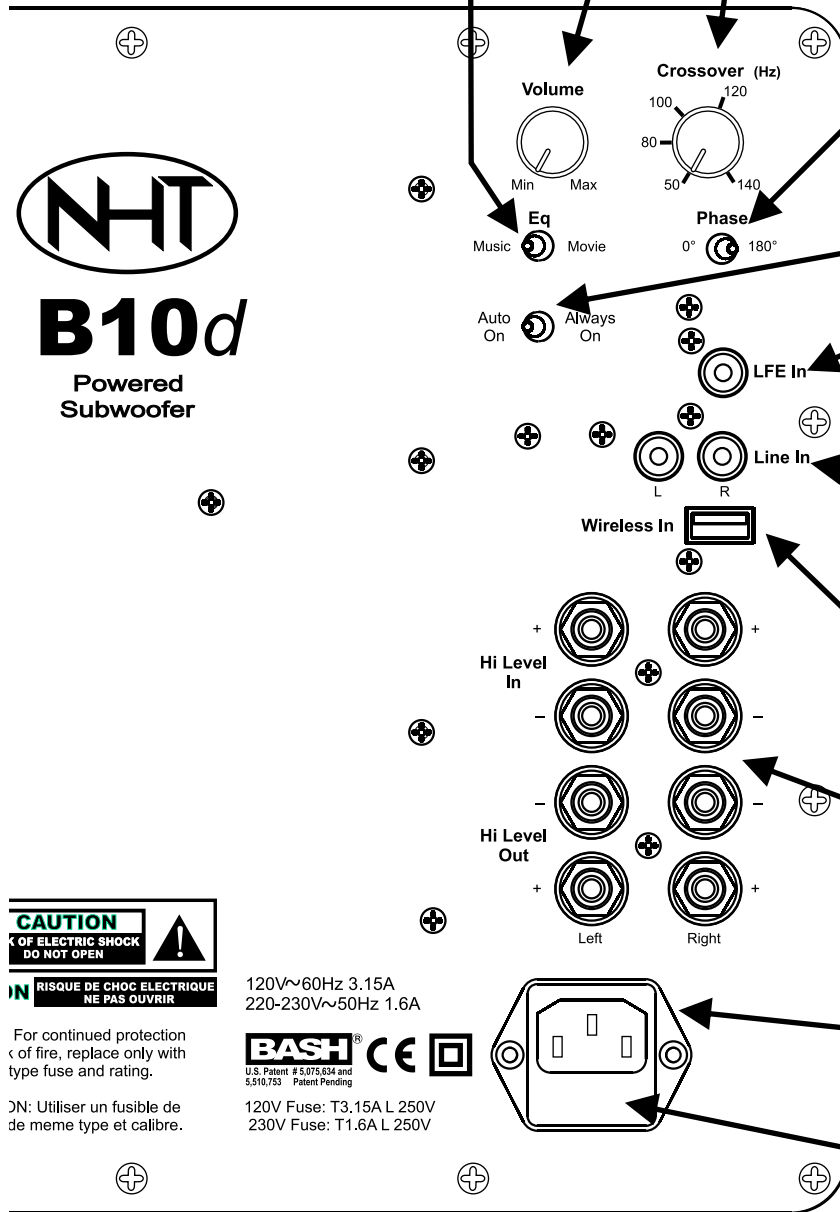 Crossover (Hz)
Volume
100
120
80
50
140
Min
Max
Eq
Phase
Music
Movie
0°
180°
NHT
B10d
Powered
Subwoofer
Auto
On
Always
On
LFE In
Line In
L
R
Wireless In
+
+
Hi Level
In
–
–
–
–
Hi Level
Out
+
+
Left
Right
CAUTION
K OF ELECTRIC SHOCK
DO NOT OPEN
ON
RISQUE DE CHOC ELECTRIQUE
NE PAS OUVRIR
For continued protection
k of fire, replace only with
type fuse and rating.
ON: Utiliser un fusible de
de meme type et calibre.
120V~60Hz 3.15A
220-230V~50Hz 1.6A
BASH®
CE
U.S. Patent # 5,075,634 and
5,510,753 Patent Pending
120V Fuse: T3.15A L 250V
230V Fuse: T1.6A L 250V